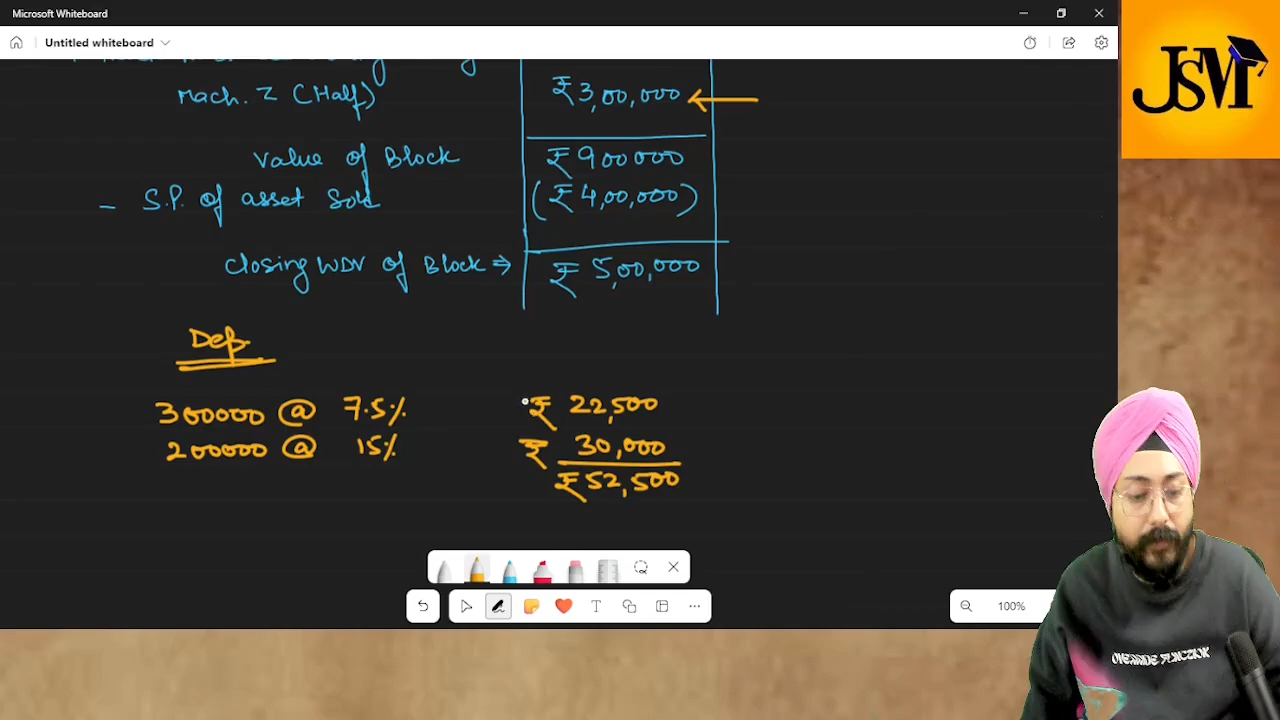 Microsoft Whiteboard
Untitled whiteboard
Mach. Z (Half) ₹3,00,000
Value of Block ₹900000
- S.P. of asset Sold (₹4,00,000)
Closing WDV of Block ⇒ ₹ 5,00,000
Dep.
300000 @ 7.5% ₹ 22,500
200000 @ 15% ₹ 30,000
₹52,500
100%
JSM